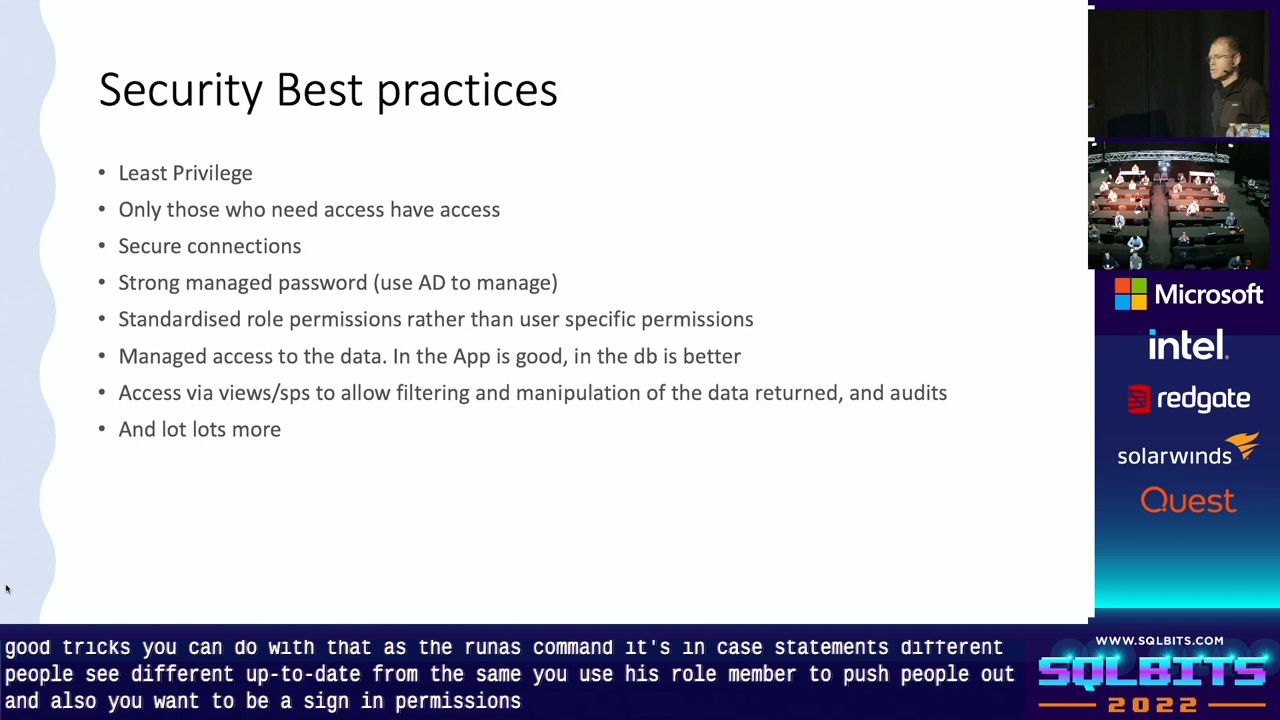 Security Best practices
• Least Privilege
• Only those who need access have access
• Secure connections
• Strong managed password (use AD to manage)
• Standardised role permissions rather than user specific permissions
• Managed access to the data. In the App is good, in the db is better
• Access via views/sps to allow filtering and manipulation of the data returned, and audits
• And lot lots more
Microsoft
intel.
redgate
solarwinds
Quest
good tricks you can do with that as the runas command it's in case statements different
people see different up-to-date from the same you use his role member to push people out
and also you want to be a sign in permissions
WWW.SQLBITS.COM
SQLBITS
2022